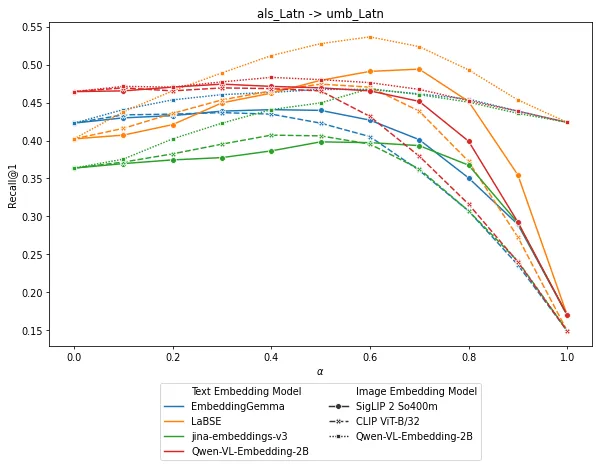 als_Latn -> umb_Latn
Recall@1
0.55
0.50
0.45
0.40
0.35
0.30
0.25
0.20
0.15
0.0 0.2 0.4 0.6 0.8 1.0
α
Text Embedding Model
EmbeddingGemma
LaBSE
jina-embeddings-v3
Qwen-VL-Embedding-2B
Image Embedding Model
SigLIP 2 So400m
CLIP ViT-B/32
Qwen-VL-Embedding-2B